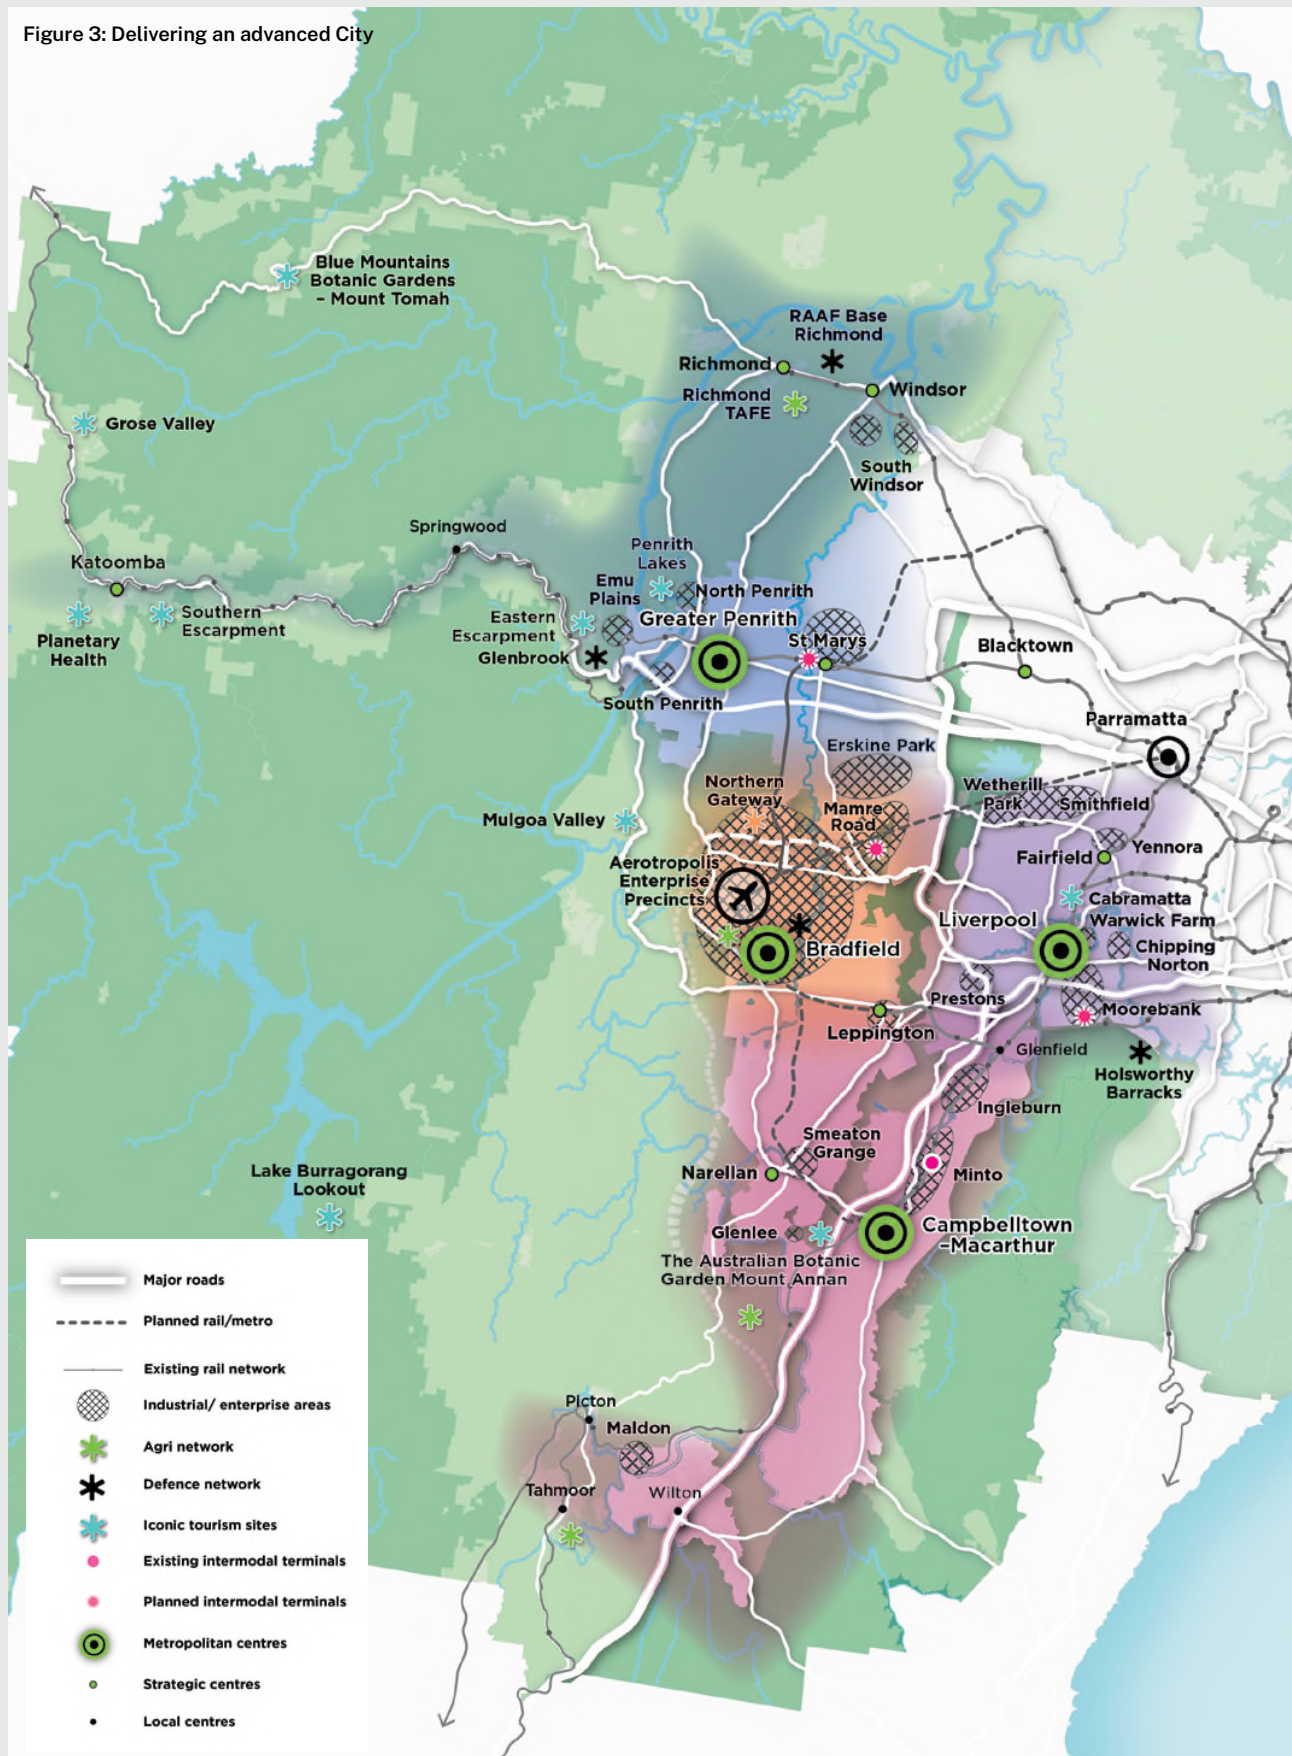 Figure 3: Delivering an advanced City
Blue Mountains
Botanic Gardens
– Mount Tomah
RAAF Base
Richmond
Richmond
Windsor
Richmond
TAFE
Grose Valley
South
Windsor
Springwood
Penrith
Lakes
Katoomba
Emu
Plains
North Penrith
Southern
Escarpment
Eastern
Escarpment
Greater Penrith
Planetary
Health
Glenbrook
St Marys
Blacktown
South Penrith
Parramatta
Erskine Park
Northern
Gateway
Wetherill
Park
Smithfield
Mamre
Road
Mulgoa Valley
Yennora
Fairfield
Aerotropolis
Enterprise
Precincts
Cabramatta
Warwick Farm
Liverpool
Bradfield
Chipping
Norton
Prestons
Moorebank
Leppington
Glenfield
Holsworthy
Barracks
Ingleburn
Smeaton
Grange
Narellan
Minto
Lake Burragorang
Lookout
Glenlee
Campbelltown
–Macarthur
The Australian Botanic
Garden Mount Annan
Picton
Maldon
Tahmoor
Wilton
Major roads
Planned rail/metro
Existing rail network
Industrial/ enterprise areas
Agri network
Defence network
Iconic tourism sites
Existing intermodal terminals
Planned intermodal terminals
Metropolitan centres
Strategic centres
Local centres